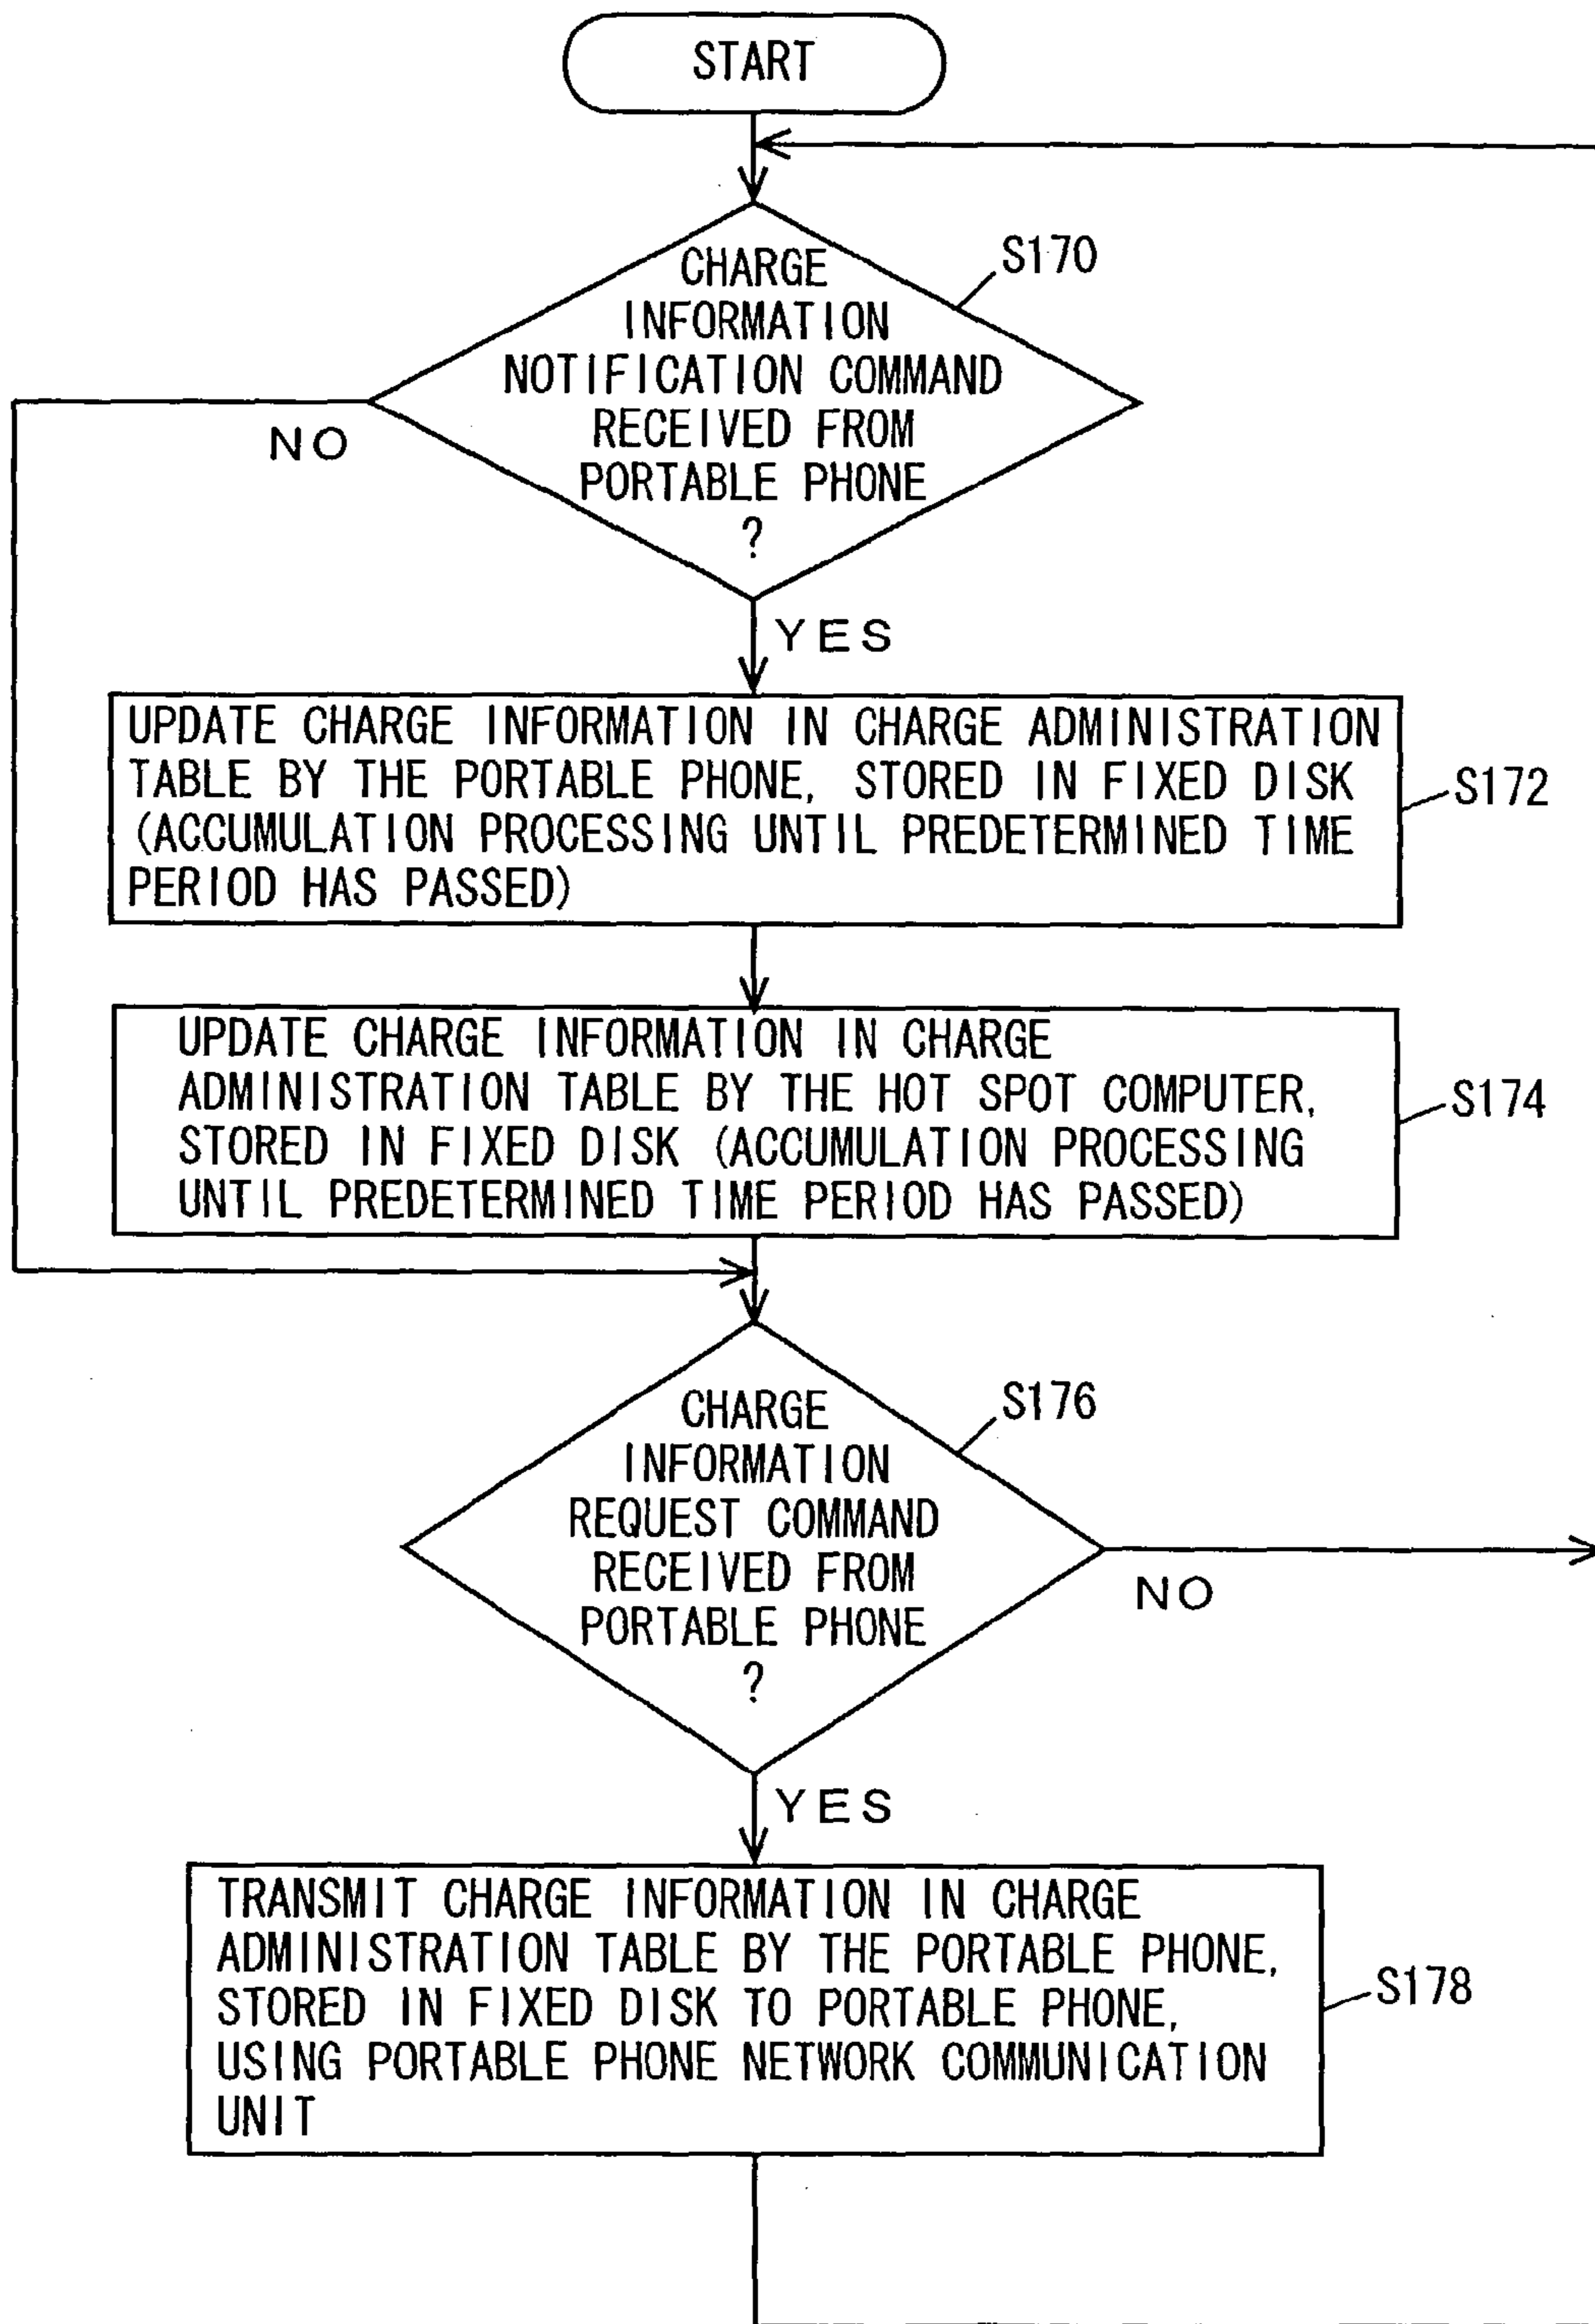 START
S170
CHARGE
INFORMATION
NOTIFICATION COMMAND
RECEIVED FROM
PORTABLE PHONE
?
NO
YES
UPDATE CHARGE INFORMATION IN CHARGE ADMINISTRATION
TABLE BY THE PORTABLE PHONE, STORED IN FIXED DISK
(ACCUMULATION PROCESSING UNTIL PREDETERMINED TIME
PERIOD HAS PASSED)
S172
UPDATE CHARGE INFORMATION IN CHARGE
ADMINISTRATION TABLE BY THE HOT SPOT COMPUTER,
STORED IN FIXED DISK (ACCUMULATION PROCESSING
UNTIL PREDETERMINED TIME PERIOD HAS PASSED)
S174
S176
CHARGE
INFORMATION
REQUEST COMMAND
RECEIVED FROM
PORTABLE PHONE
?
NO
YES
TRANSMIT CHARGE INFORMATION IN CHARGE
ADMINISTRATION TABLE BY THE PORTABLE PHONE,
STORED IN FIXED DISK TO PORTABLE PHONE,
USING PORTABLE PHONE NETWORK COMMUNICATION
UNIT
S178